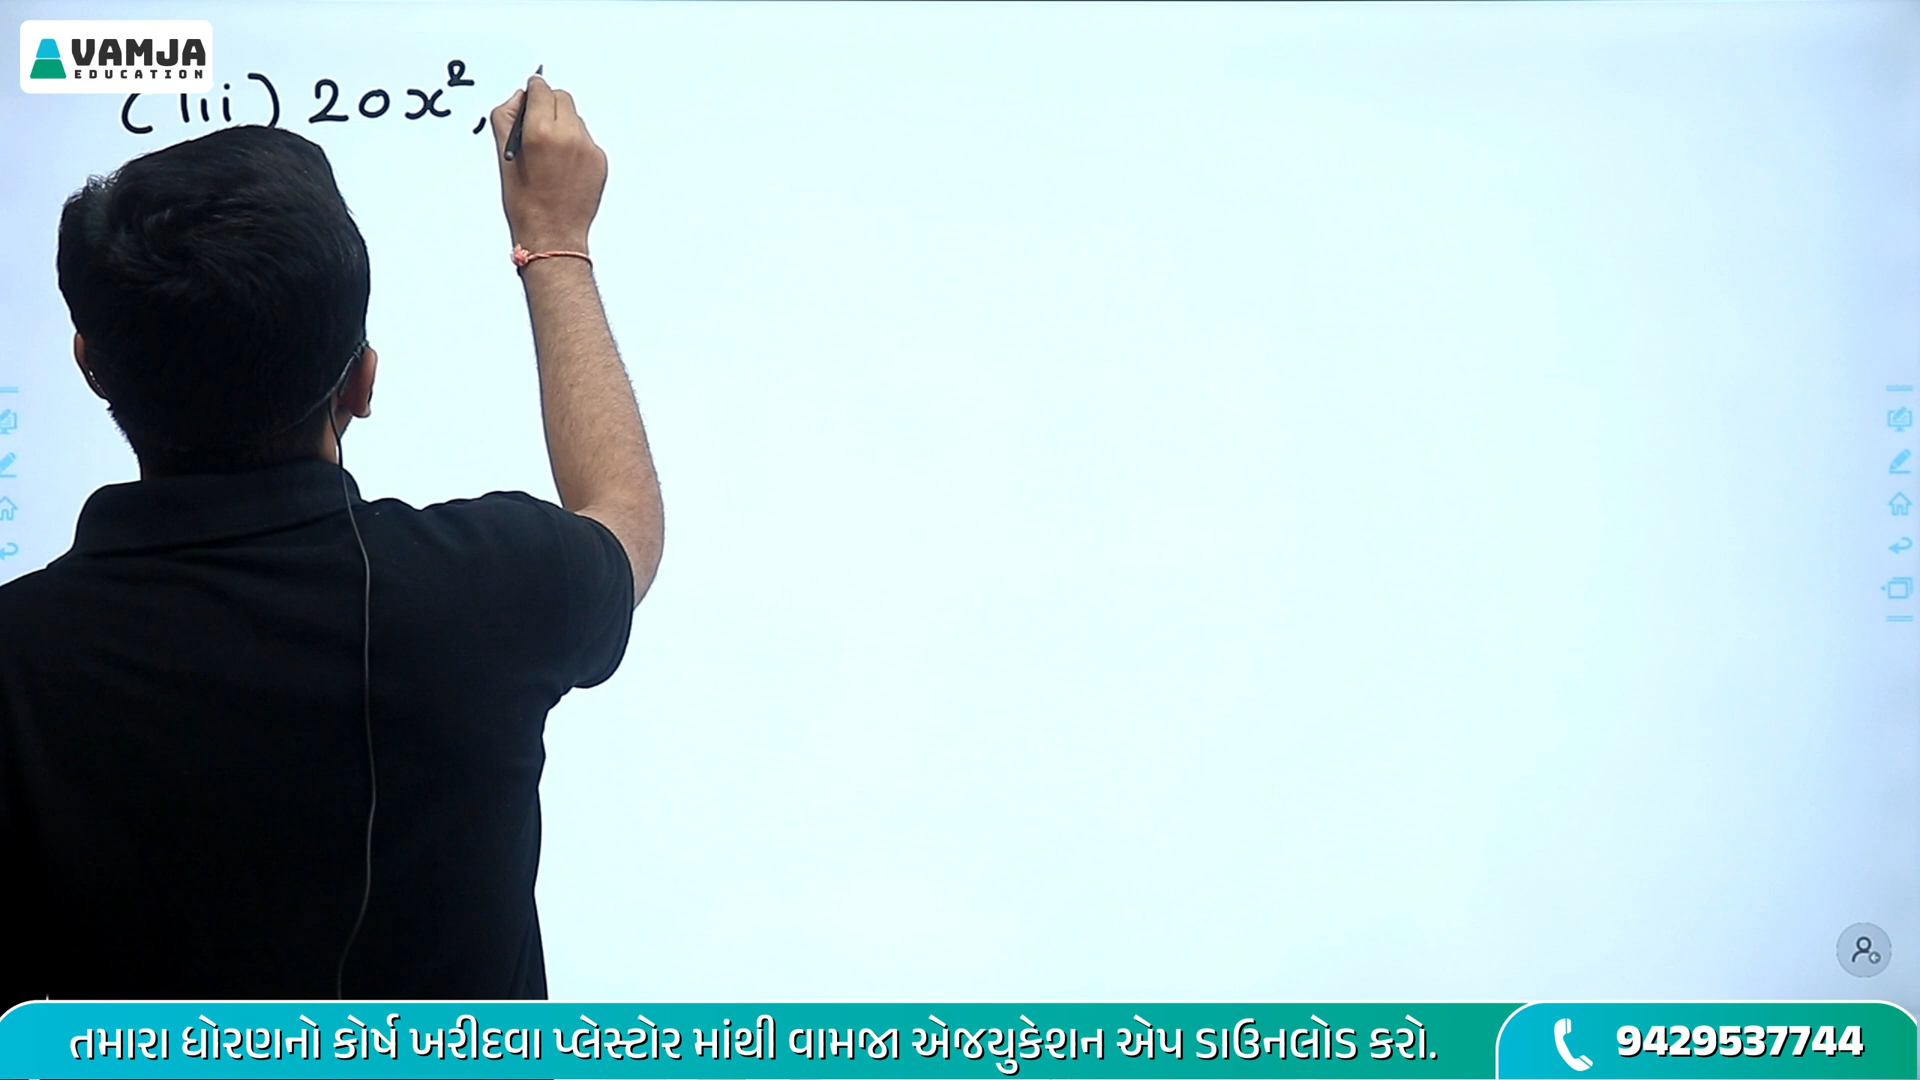 VAMJA
EDUCATION
(iii) 20x²,
તમારા ધોરણનો કોર્ષ ખરીદવા પ્લેસ્ટોર માંથી વામજા એજયુકેશન એપ ડાઉનલોડ કરો.
9429537744